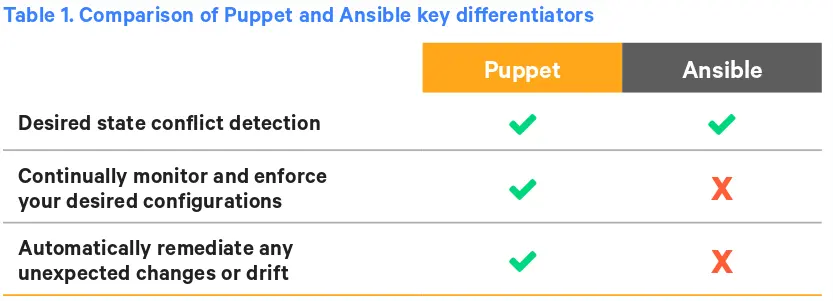 Table 1. Comparison of Puppet and Ansible key differentiators
Puppet Ansible
Desired state conflict detection
Continually monitor and enforce
your desired configurations
X
Automatically remediate any
unexpected changes or drift
X